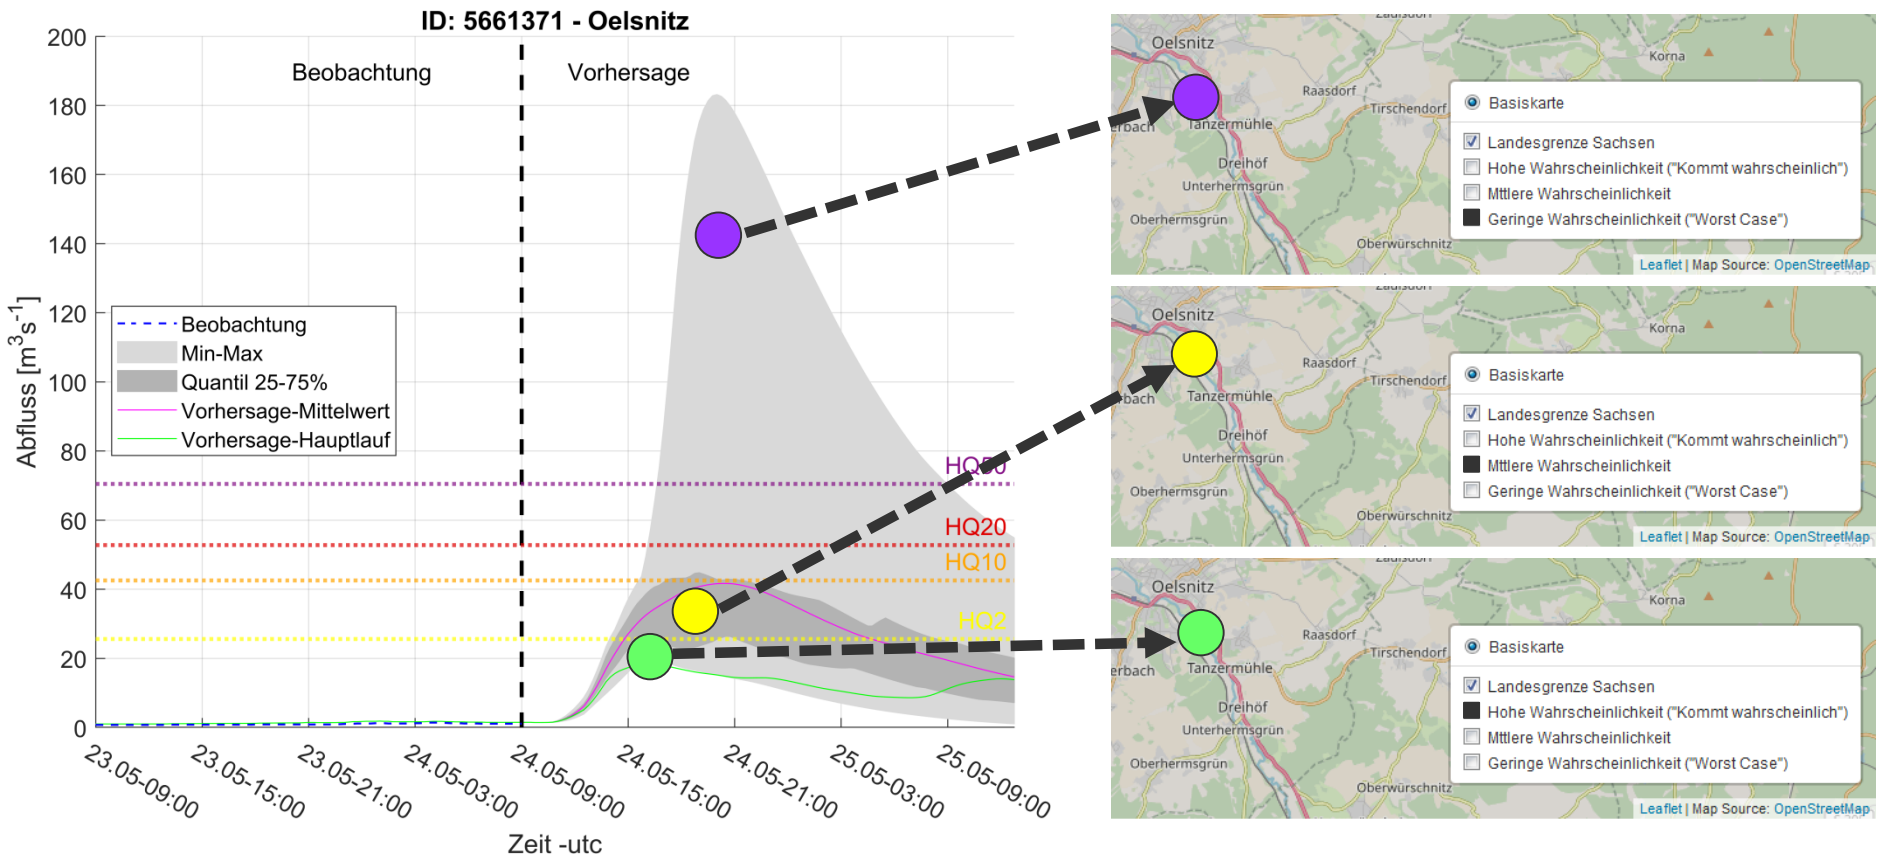 ID: 5661371 - Oelsnitz
200
180
160
140
120
100
80
60
40
20
0
Abfluss [m³s⁻¹]
Beobachtung
Vorhersage
Beobachtung
Min-Max
Quantil 25-75%
Vorhersage-Mittelwert
Vorhersage-Hauptlauf
HQ50
HQ20
HQ10
HQ2
23.05-09:00
23.05-15:00
23.05-21:00
24.05-03:00
24.05-09:00
24.05-15:00
24.05-21:00
25.05-03:00
25.05-09:00
Zeit -utc
Oelsnitz
Korna
Raasdorf
Tirschendorf
erbach
Tanzermühle
Dreihöf
Unterhermsgrün
Oberhermsgrün
Oberwürschnitz
Basiskarte
Landesgrenze Sachsen
Hohe Wahrscheinlichkeit ("Kommt wahrscheinlich")
Mttlere Wahrscheinlichkeit
Geringe Wahrscheinlichkeit ("Worst Case")
Leaflet | Map Source: OpenStreetMap
Oelsnitz
Korna
Raasdorf
Tirschendorf
rbach
Tanzermühle
Dreihöf
Unterhermsgrün
Oberhermsgrün
Oberwürschnitz
Basiskarte
Landesgrenze Sachsen
Hohe Wahrscheinlichkeit ("Kommt wahrscheinlich")
Mttlere Wahrscheinlichkeit
Geringe Wahrscheinlichkeit ("Worst Case")
Leaflet | Map Source: OpenStreetMap
Oelsnitz
Korna
Raasdorf
Tirschendorf
erbach
Tanzermühle
Dreihöf
Unterhermsgrün
Oberhermsgrün
Oberwürschnitz
Basiskarte
Landesgrenze Sachsen
Hohe Wahrscheinlichkeit ("Kommt wahrscheinlich")
Mttlere Wahrscheinlichkeit
Geringe Wahrscheinlichkeit ("Worst Case")
Leaflet | Map Source: OpenStreetMap